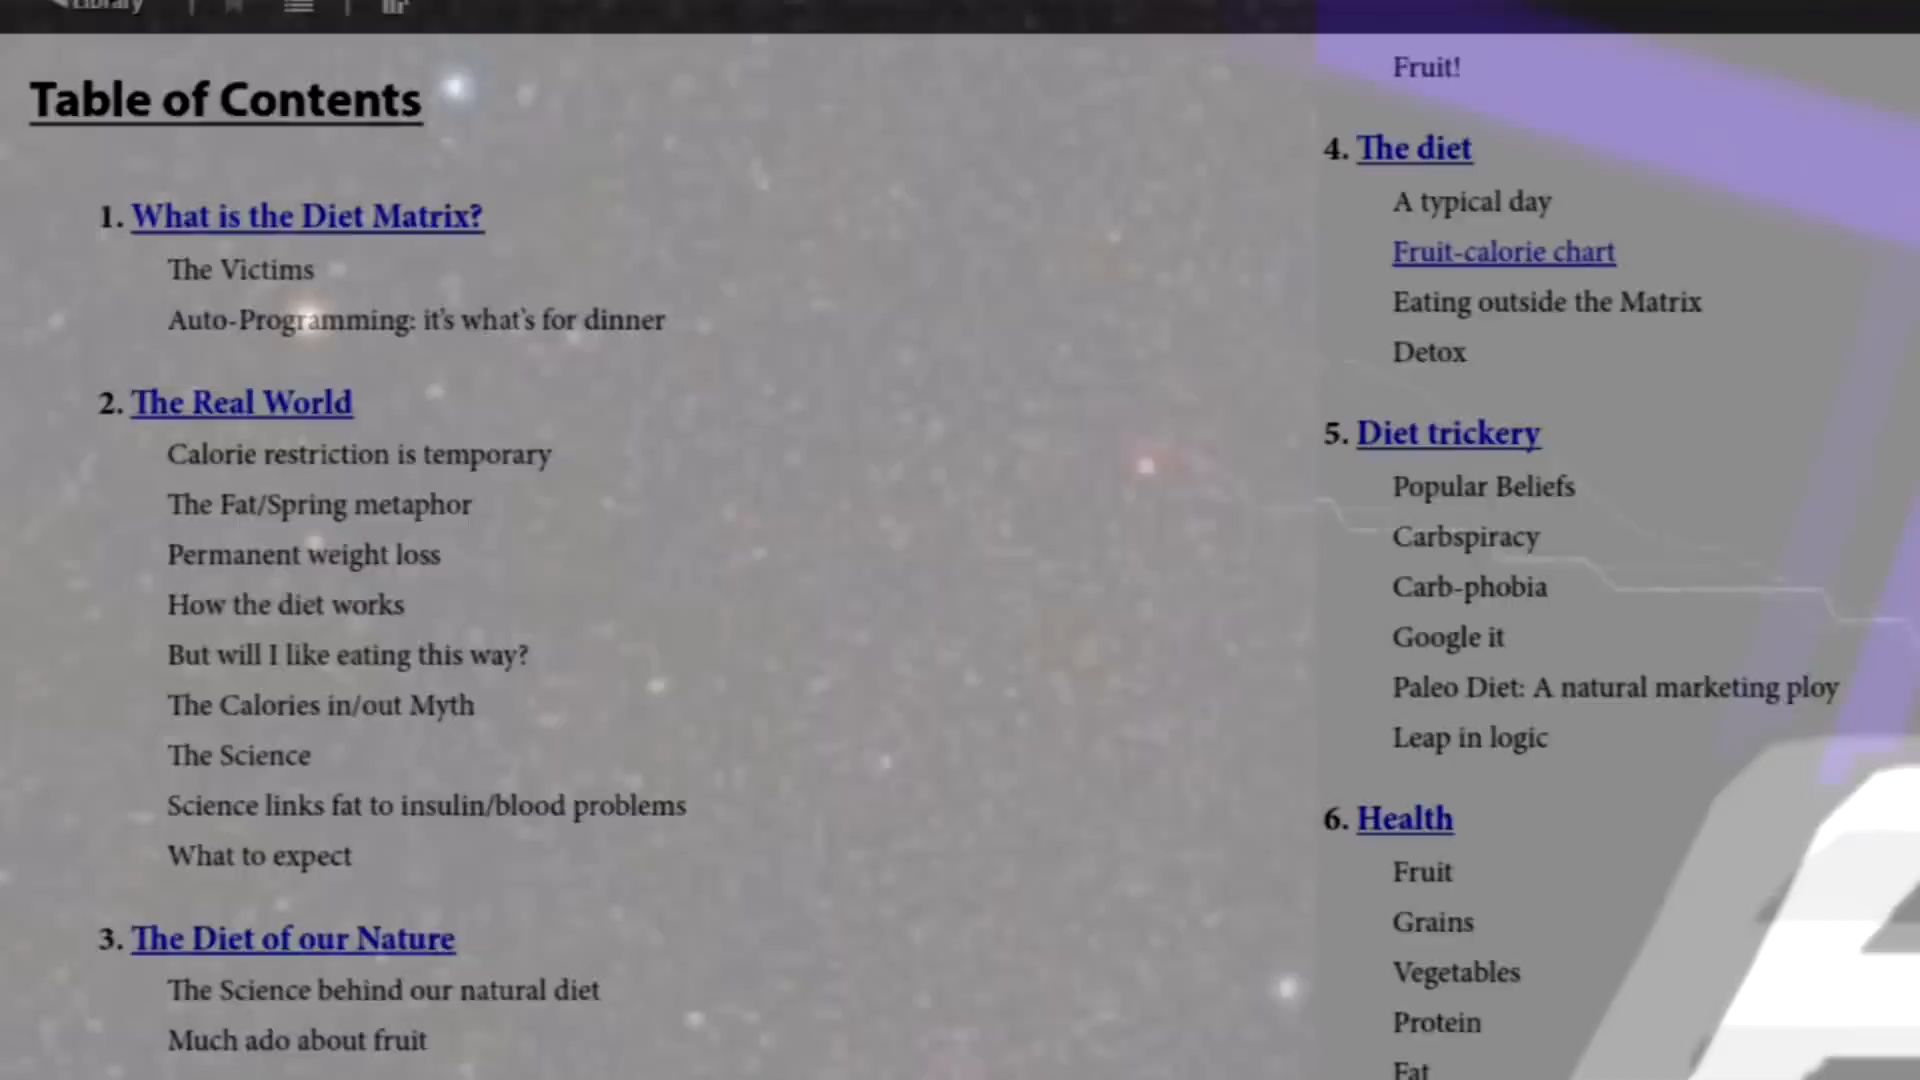 Library
Table of Contents
1. What is the Diet Matrix?
The Victims
Auto-Programming: it's what's for dinner
2. The Real World
Calorie restriction is temporary
The Fat/Spring metaphor
Permanent weight loss
How the diet works
But will I like eating this way?
The Calories in/out Myth
The Science
Science links fat to insulin/blood problems
What to expect
3. The Diet of our Nature
The Science behind our natural diet
Much ado about fruit
Fruit!
4. The diet
A typical day
Fruit-calorie chart
Eating outside the Matrix
Detox
5. Diet trickery
Popular Beliefs
Carbspiracy
Carb-phobia
Google it
Paleo Diet: A natural marketing ploy
Leap in logic
6. Health
Fruit
Grains
Vegetables
Protein
Fat